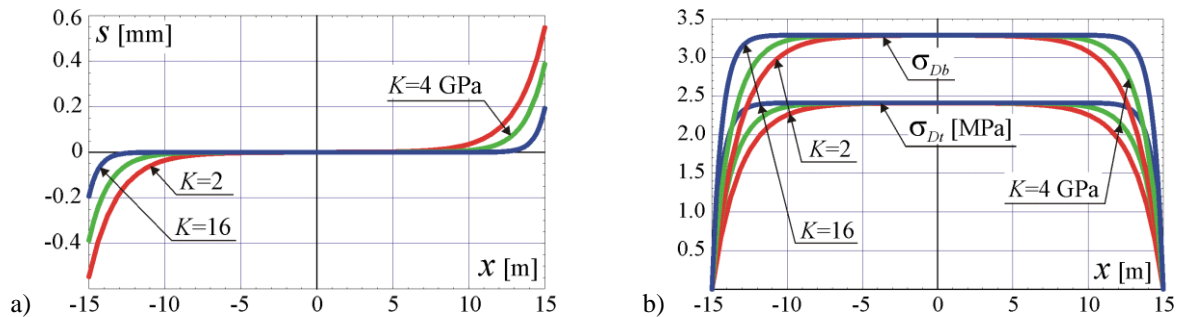 a)
s [mm]
0.6
0.4
0.2
0
-0.2
-0.4
K=4 GPa
K=2
K=16
x [m]
-15 -10 -5 0 5 10 15
b)
3.5
3.0
2.5
2.0
1.5
1.0
0.5
σDb
σDt [MPa]
K=2
K=4 GPa
K=16
x [m]
-15 -10 -5 0 5 10 15